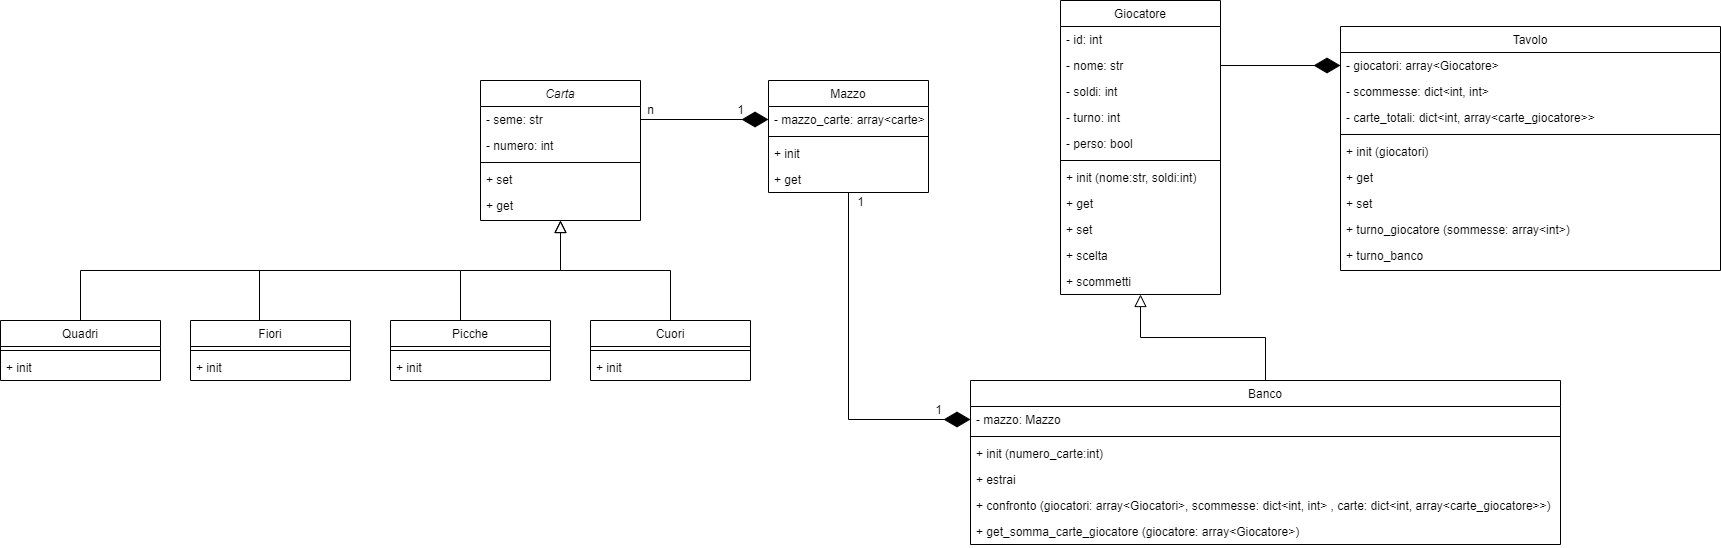 Giocatore
- id: int
- nome: str
- soldi: int
- turno: int
- perso: bool
+ init (nome:str, soldi:int)
+ get
+ set
+ scelta
+ scommetti
Tavolo
- giocatori: array<Giocatore>
- scommesse: dict<int, int>
- carte_totali: dict<int, array<carte_giocatore>>
+ init (giocatori)
+ get
+ set
+ turno_giocatore (sommesse: array<int>)
+ turno_banco
Carta
- seme: str
- numero: int
+ set
+ get
n
1
Mazzo
- mazzo_carte: array<carte>
+ init
+ get
1
Quadri
+ init
Fiori
+ init
Picche
+ init
Cuori
+ init
1
Banco
- mazzo: Mazzo
+ init (numero_carte:int)
+ estrai
+ confronto (giocatori: array<Giocatori>, scommesse: dict<int, int> , carte: dict<int, array<carte_giocatore>>)
+ get_somma_carte_giocatore (giocatore: array<Giocatore>)